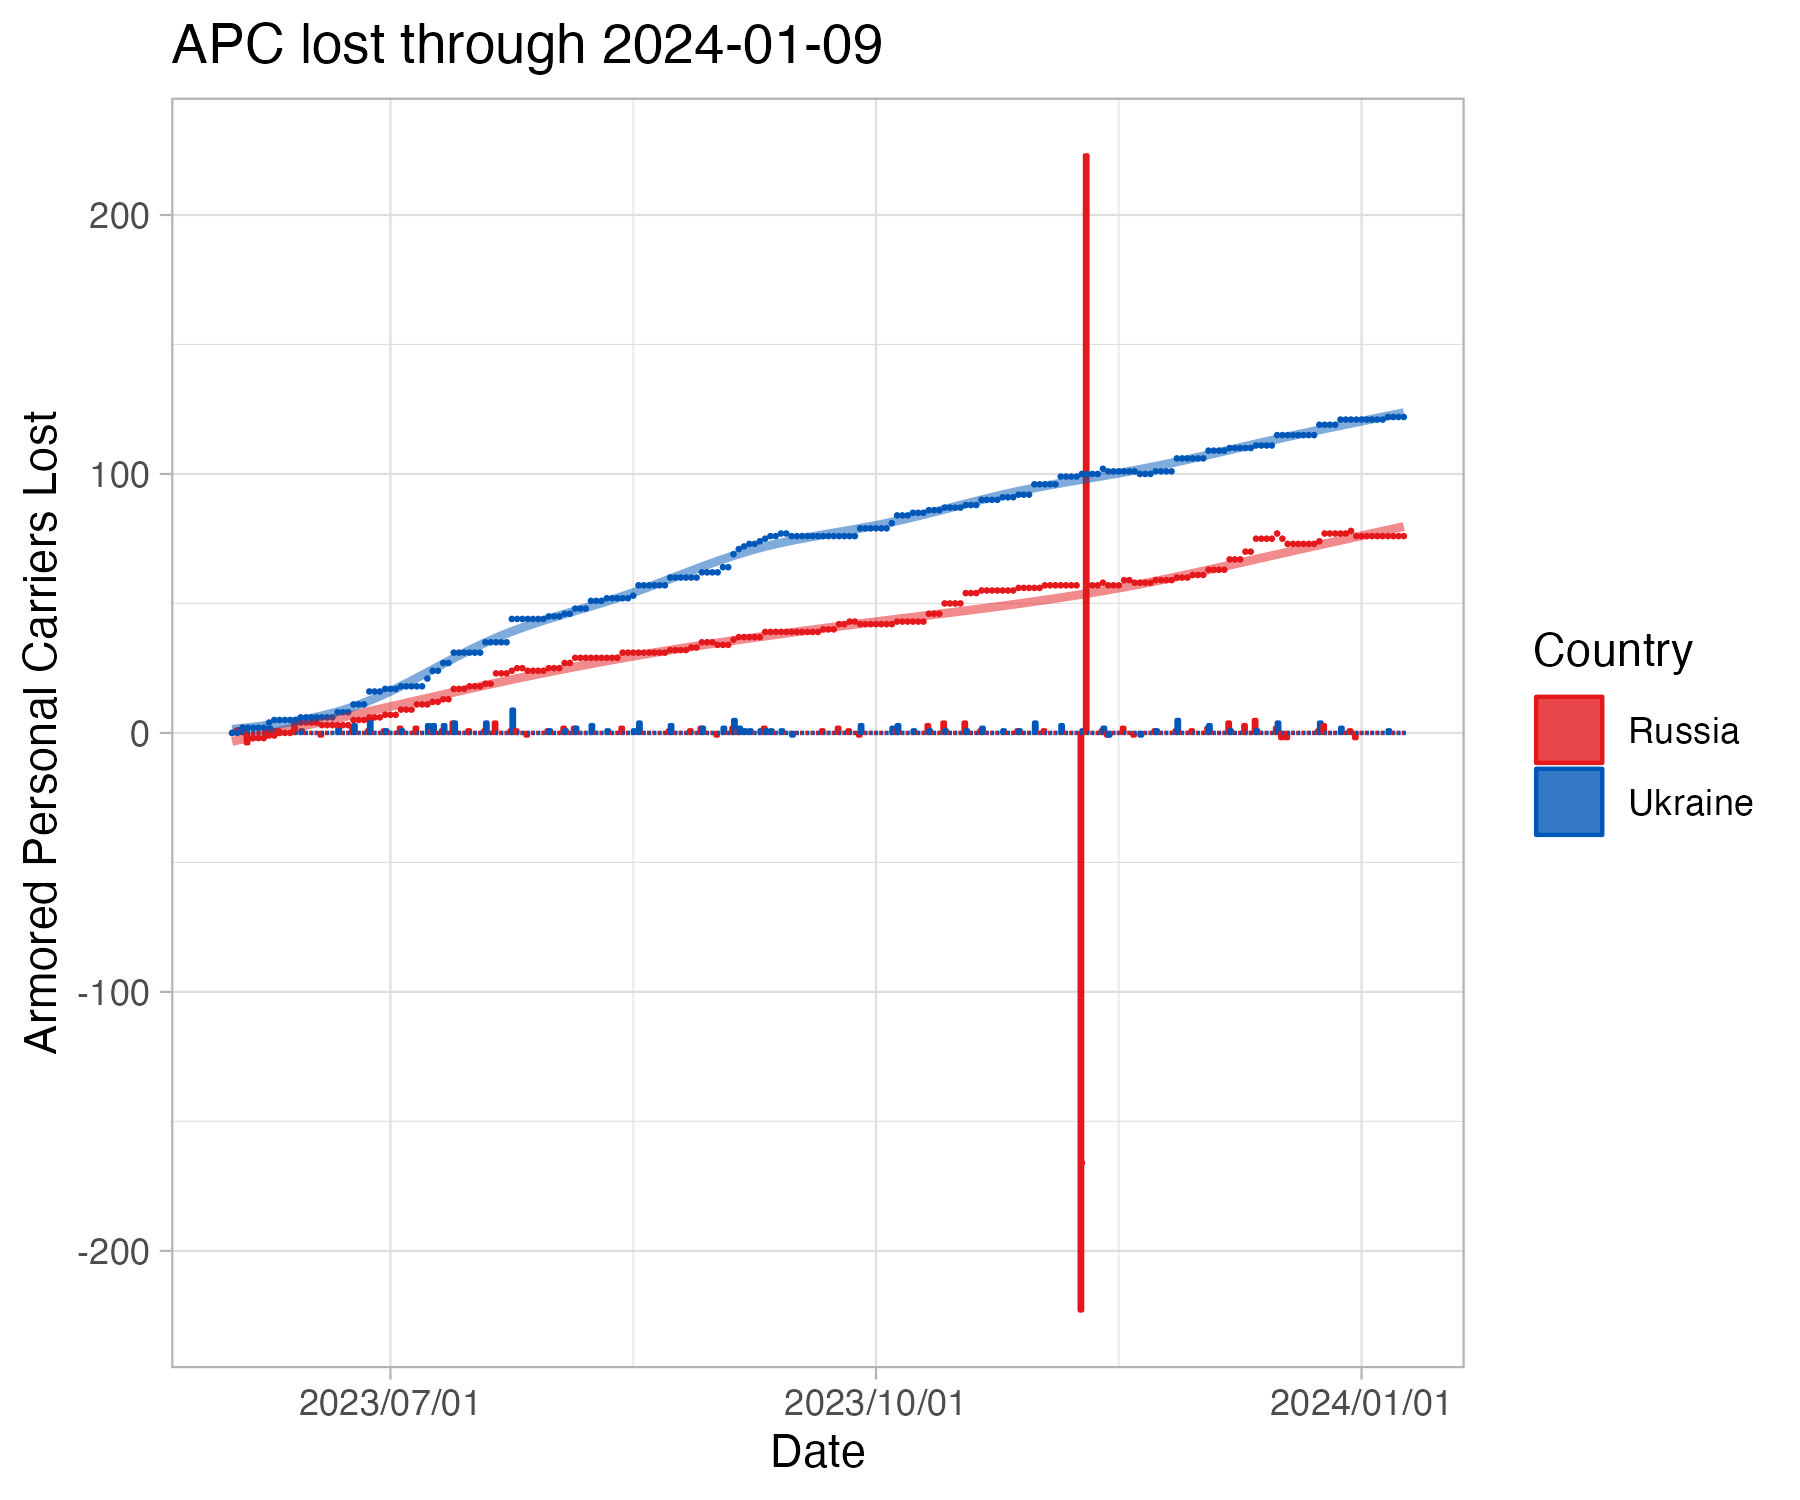 APC lost through 2024-01-09
Armored Personal Carriers Lost
200
100
0
-100
-200
2023/07/01
2023/10/01
2024/01/01
Date
Country
Russia
Ukraine